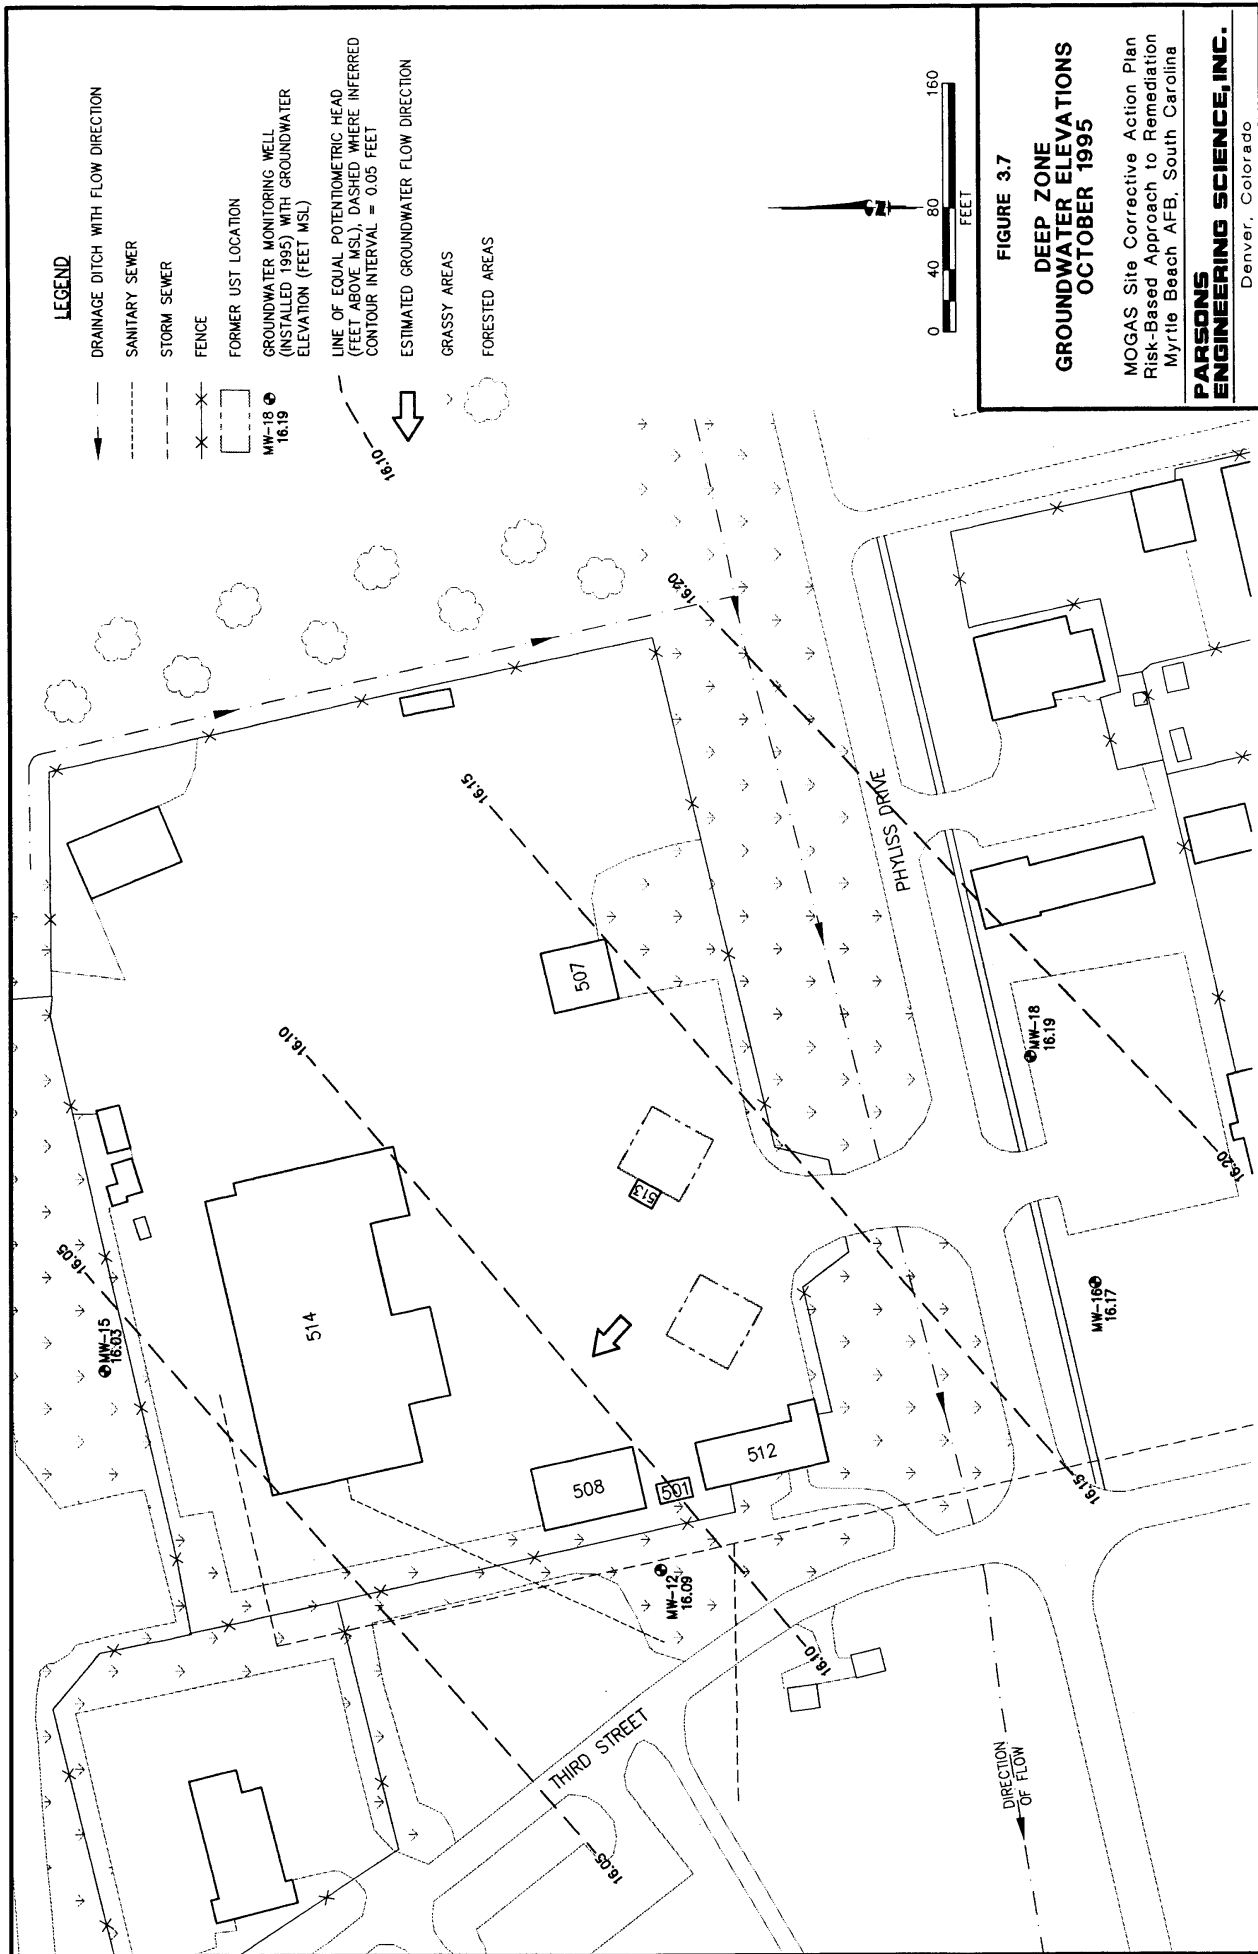 LEGEND
DRAINAGE DITCH WITH FLOW DIRECTION
SANITARY SEWER
STORM SEWER
FENCE
FORMER UST LOCATION
MW-18
16.19
GROUNDWATER MONITORING WELL
(INSTALLED 1995) WITH GROUNDWATER
ELEVATION (FEET MSL)
16.10
LINE OF EQUAL POTENTIOMETRIC HEAD
(FEET ABOVE MSL), DASHED WHERE INFERRED
CONTOUR INTERVAL = 0.05 FEET
ESTIMATED GROUNDWATER FLOW DIRECTION
GRASSY AREAS
FORESTED AREAS
N
0 40 80 160
FEET
FIGURE 3.7
DEEP ZONE
GROUNDWATER ELEVATIONS
OCTOBER 1995
MOGAS Site Corrective Action Plan
Risk-Based Approach to Remediation
Myrtle Beach AFB, South Carolina
PARSONS
ENGINEERING SCIENCE, INC.
Denver, Colorado
16.05
MW-15
16.03
514
16.10
16.15
507
16.20
513
508
501
512
MW-12
16.09
PHYLISS DRIVE
MW-18
16.19
MW-16
16.17
16.20
16.15
16.10
16.05
THIRD STREET
DIRECTION
OF FLOW